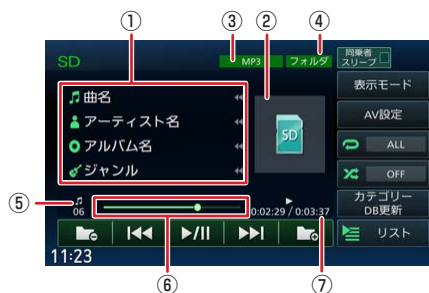 ① ③ ② ④
SD
MP3 フォルダ
同乗者
スリープ
曲名
アーティスト名
アルバム名
ジャンル
SD
表示モード
AV設定
ALL
OFF
カテゴリー
DB更新
リスト
⑤
06
0:02:29 / 0:03:37
11:23
⑥ ⑦